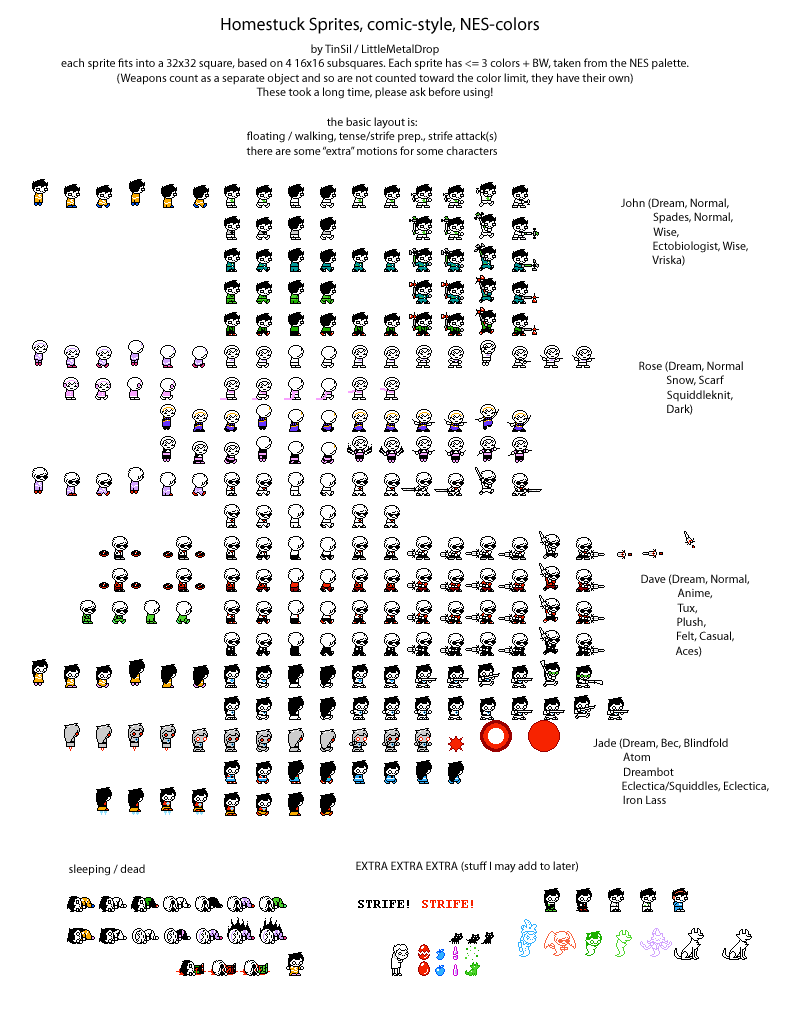 Homestuck Sprites, comic-style, NES-colors
by TinSil / LittleMetalDrop
each sprite fits into a 32x32 square, based on 4 16x16 subsquares. Each sprite has <= 3 colors + BW, taken from the NES palette.
(Weapons count as a separate object and so are not counted toward the color limit, they have their own)
These took a long time, please ask before using!
the basic layout is:
floating / walking, tense/strife prep., strife attack(s)
there are some “extra” motions for some characters
John (Dream, Normal,
Spades, Normal,
Wise,
Ectobiologist, Wise,
Vriska)
Rose (Dream, Normal
Snow, Scarf
Squiddleknit,
Dark)
Dave (Dream, Normal,
Anime,
Tux,
Plush,
Felt, Casual,
Aces)
Jade (Dream, Bec, Blindfold
Atom
Dreambot
Eclectica/Squiddles, Eclectica,
Iron Lass
sleeping / dead
EXTRA EXTRA EXTRA (stuff I may add to later)
STRIFE! STRIFE!